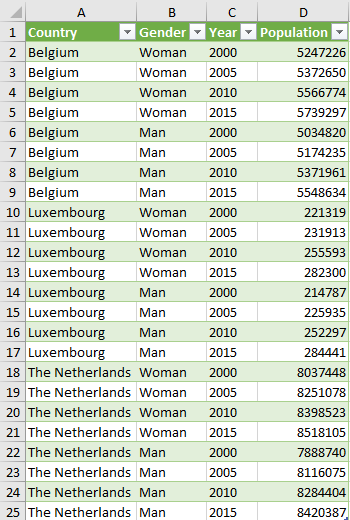 A B C D
1 Country Gender Year Population
2 Belgium Woman 2000 5247226
3 Belgium Woman 2005 5372650
4 Belgium Woman 2010 5566774
5 Belgium Woman 2015 5739297
6 Belgium Man 2000 5034820
7 Belgium Man 2005 5174235
8 Belgium Man 2010 5371961
9 Belgium Man 2015 5548634
10 Luxembourg Woman 2000 221319
11 Luxembourg Woman 2005 231913
12 Luxembourg Woman 2010 255593
13 Luxembourg Woman 2015 282300
14 Luxembourg Man 2000 214787
15 Luxembourg Man 2005 225935
16 Luxembourg Man 2010 252297
17 Luxembourg Man 2015 284441
18 The Netherlands Woman 2000 8037448
19 The Netherlands Woman 2005 8251078
20 The Netherlands Woman 2010 8398523
21 The Netherlands Woman 2015 8518105
22 The Netherlands Man 2000 7888740
23 The Netherlands Man 2005 8116075
24 The Netherlands Man 2010 8284404
25 The Netherlands Man 2015 8420387